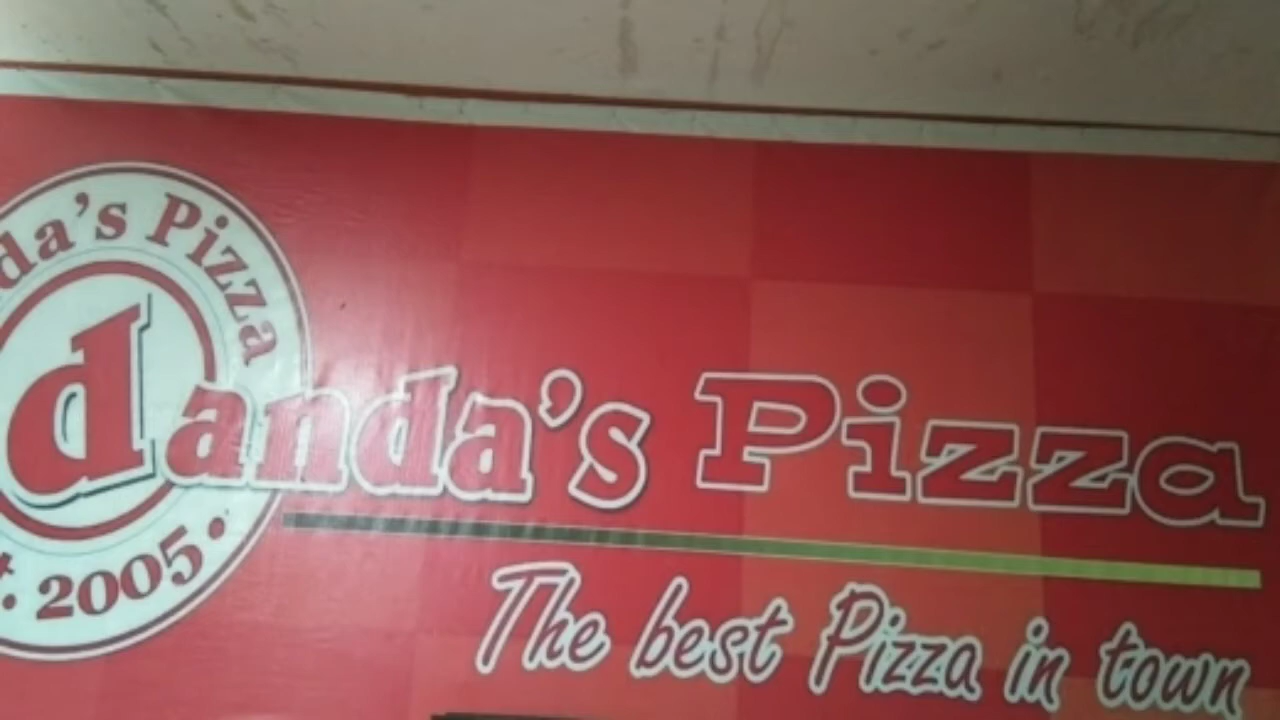 da's Pizza
danda's Pizza
2005
The best Pizza in town